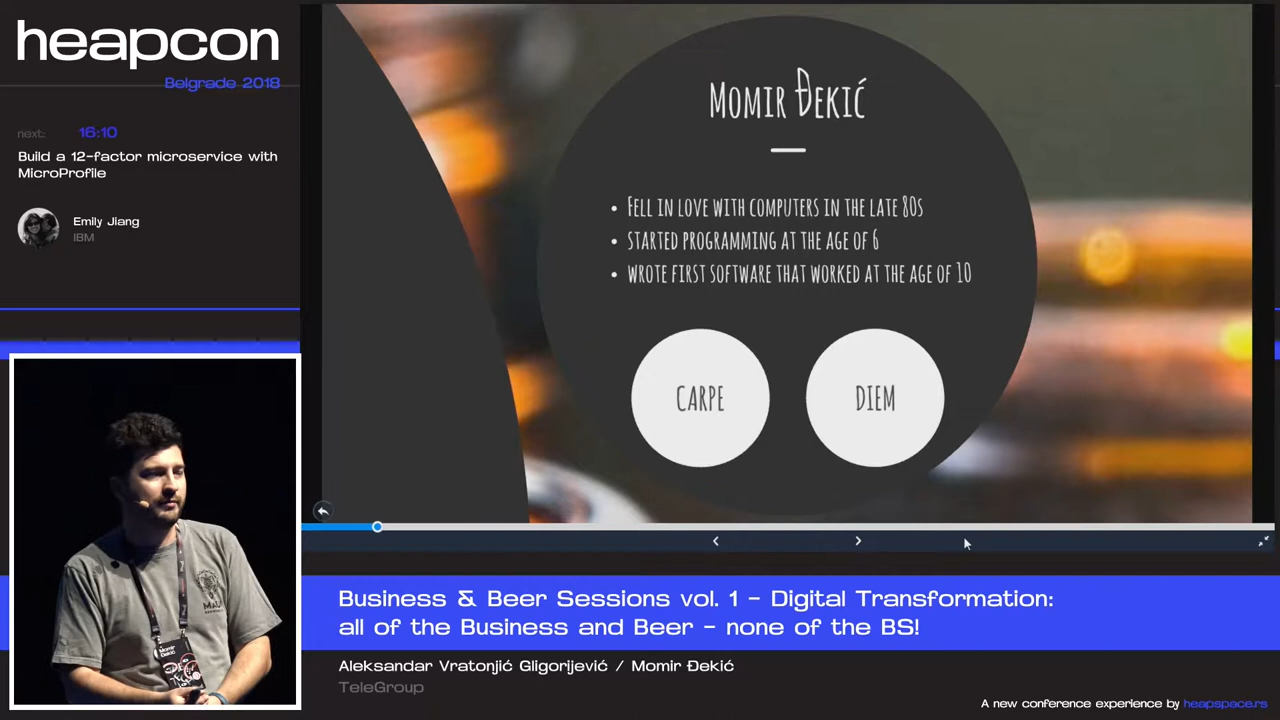 heapcon
Belgrade 2018
next: 16:10
Build a 12-factor microservice with
MicroProfile
Emily Jiang
IBM
Momir Đekić
• Fell in love with computers in the late 80s
• started programming at the age of 6
• wrote first software that worked at the age of 10
CARPE
DIEM
Momir
Đekić
Business & Beer Sessions vol. 1 - Digital Transformation:
all of the Business and Beer - none of the BS!
Aleksandar Vratonjić Gligorijević / Momir Đekić
TeleGroup
A new conference experience by heapspace.rs